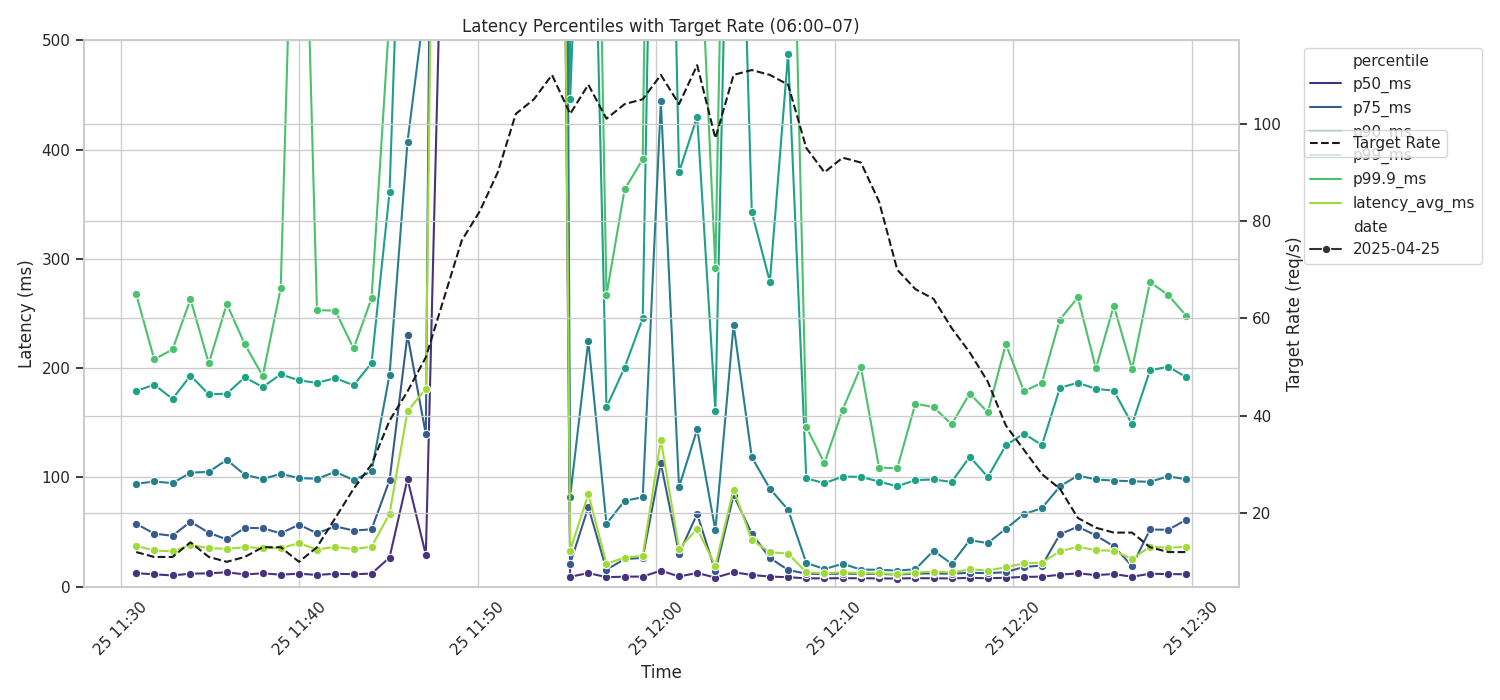 Latency Percentiles with Target Rate (06:00–07)
Latency (ms)
500
400
300
200
100
0
100
80
60
40
20
Target Rate (req/s)
25 11:30
25 11:40
25 11:50
25 12:00
25 12:10
25 12:20
25 12:30
Time
percentile
p50_ms
p75_ms
p90_ms
Target Rate
p99_ms
p99.9_ms
latency_avg_ms
date
2025-04-25